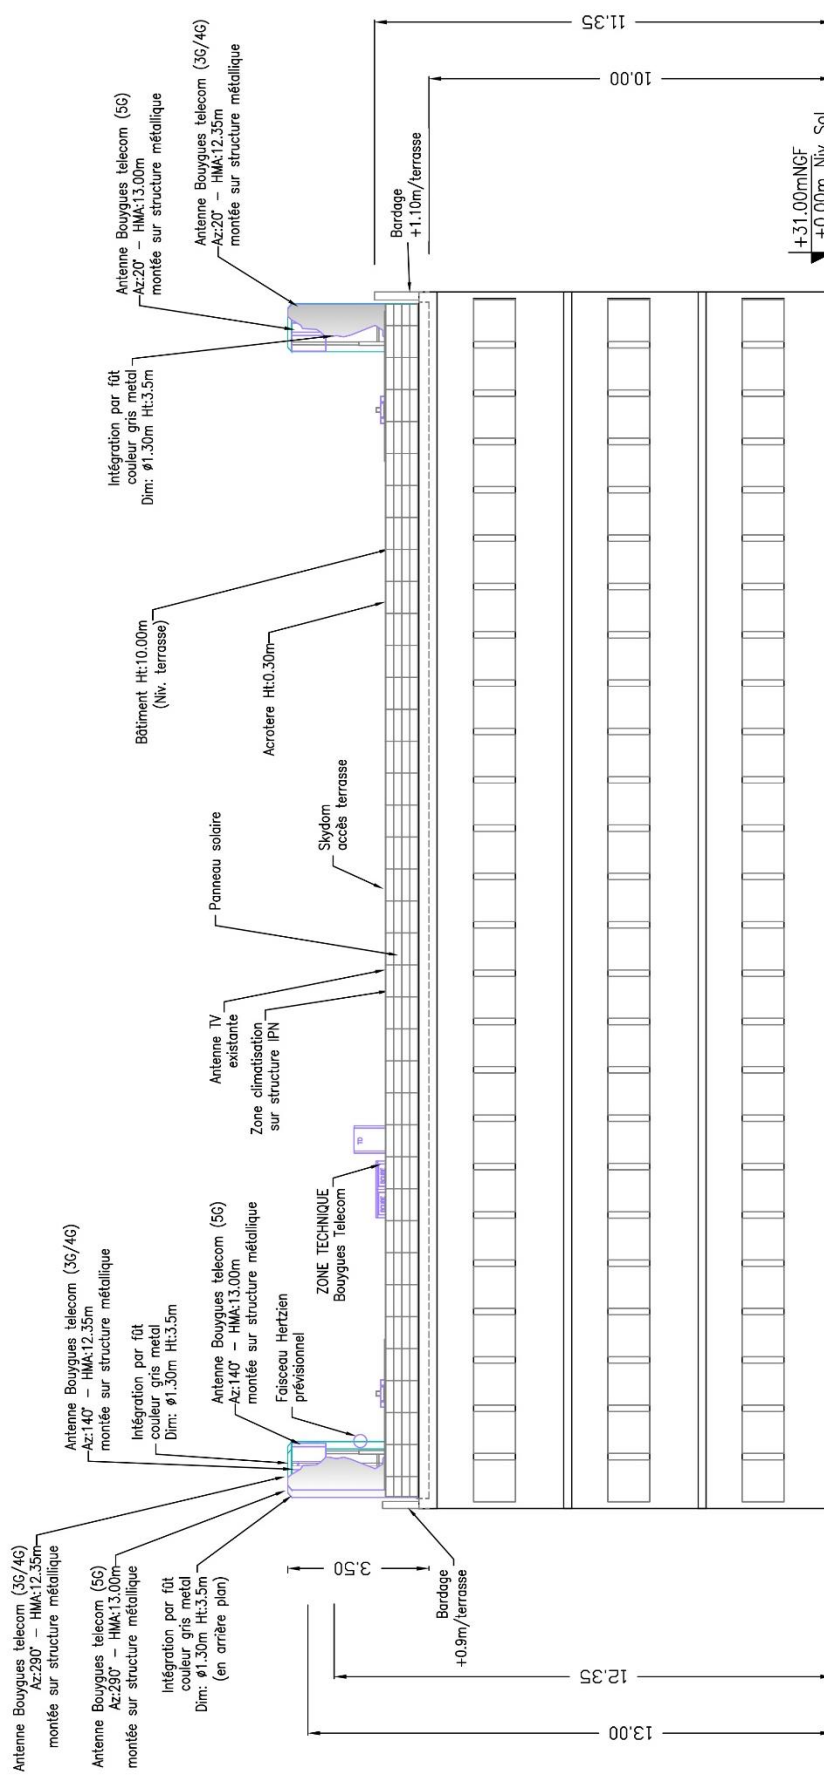 Antenne Bouygues telecom (3G/4G)
Az:290° – HMA:12.35m
montée sur structure métallique
Antenne Bouygues telecom (5G)
Az:290° – HMA:13.00m
montée sur structure métallique
Intégration par fût
couleur gris metal
Dim: ø1.30m Ht:3.5m
(en arrière plan)
Antenne Bouygues telecom (3G/4G)
Az:140° – HMA:12.35m
montée sur structure métallique
Intégration par fût
couleur gris metal
Dim: ø1.30m Ht:3.5m
Antenne Bouygues telecom (5G)
Az:140° – HMA:13.00m
montée sur structure métallique
Faisceau Hertzien
prévisionnel
ZONE TECHNIQUE
Bouygues Telecom
TD
Antenne TV
existante
Zone climatisation
sur structure IPN
Panneau solaire
Skydom
accès terrasse
Bâtiment Ht:10.00m
(Niv. terrasse)
Acrotere Ht:0.30m
Intégration par fût
couleur gris metal
Dim: ø1.30m Ht:3.5m
Antenne Bouygues telecom (5G)
Az:20° – HMA:13.00m
montée sur structure métallique
Antenne Bouygues telecom (3G/4G)
Az:20° – HMA:12.35m
montée sur structure métallique
Bardage
+1.10m/terrasse
Bardage
+0.9m/terrasse
3.50
13.00
12.35
11.35
10.00
+31.00mNGF
+0.00m Niv. Sol